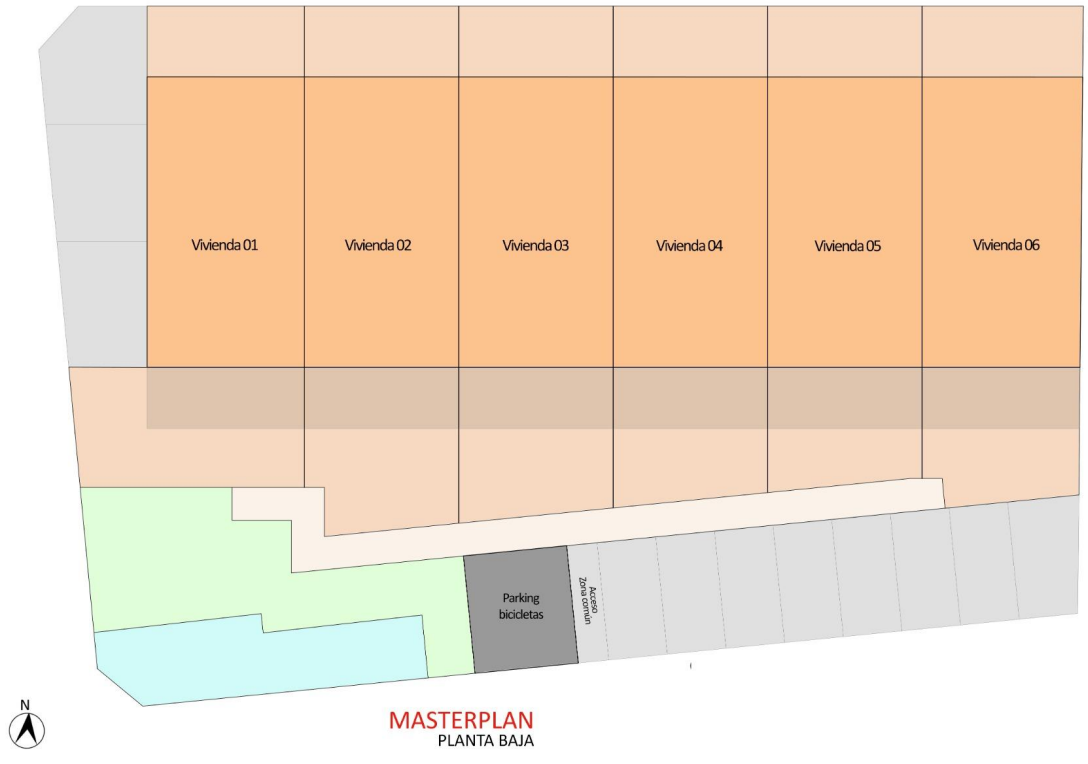 Vivienda 01
Vivienda 02
Vivienda 03
Vivienda 04
Vivienda 05
Vivienda 06
Parking
bicicletas
Acceso
Zona común
N
MASTERPLAN
PLANTA BAJA